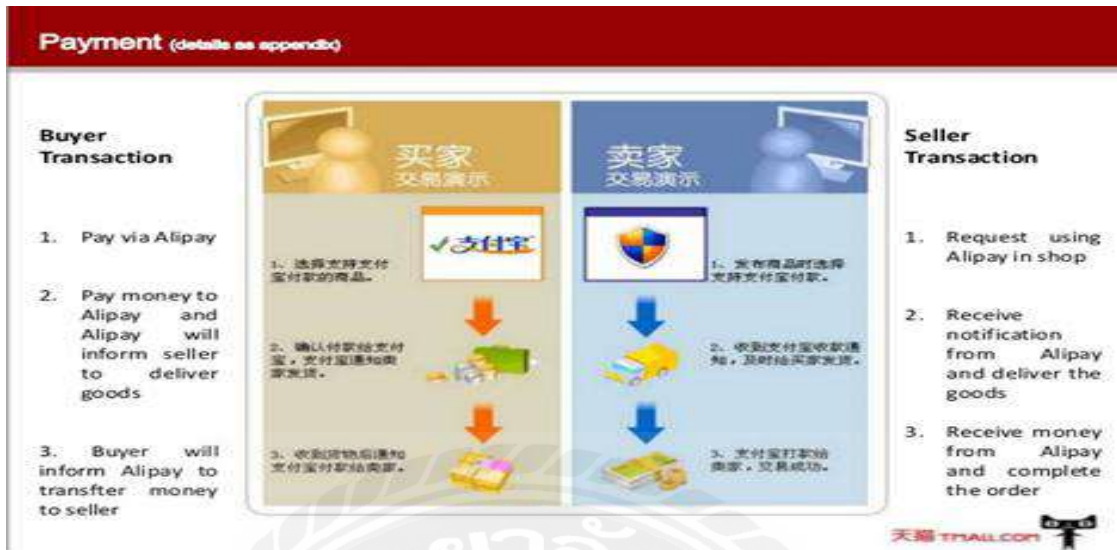 Payment (details as appendix)
Buyer
Transaction
1. Pay via Alipay
2. Pay money to
Alipay and
Alipay will
inform seller
to deliver
goods
3. Buyer will
inform Alipay to
transfter money
to seller
买家
交易演示
✓支付宝
1、选择支持支付
宝付款的商品。
2、确认付款给支付
宝，支付宝通知卖
家发货。
3、收到货物后通知
支付宝付款给卖家。
卖家
交易演示
1、发布商品时选择
支持支付宝付款。
2、收到支付宝收款通
知，及时给买家发货。
3、支付宝打款给
卖家，交易成功。
Seller
Transaction
1. Request using
Alipay in shop
2. Receive
notification
from Alipay
and deliver the
goods
3. Receive money
from Alipay
and complete
the order
天猫 TMALL.COM